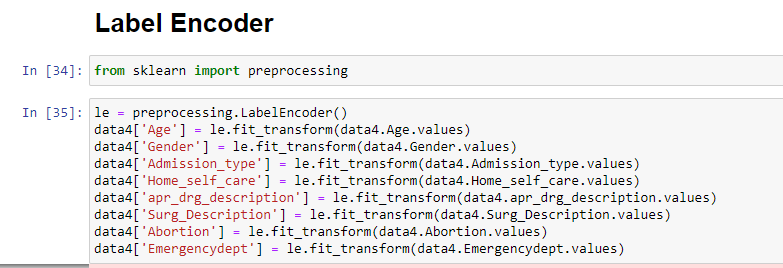 Label Encoder
In [34]: from sklearn import preprocessing
In [35]: le = preprocessing.LabelEncoder()
data4['Age'] = le.fit_transform(data4.Age.values)
data4['Gender'] = le.fit_transform(data4.Gender.values)
data4['Admission_type'] = le.fit_transform(data4.Admission_type.values)
data4['Home_self_care'] = le.fit_transform(data4.Home_self_care.values)
data4['apr_drg_description'] = le.fit_transform(data4.apr_drg_description.values)
data4['Surg_Description'] = le.fit_transform(data4.Surg_Description.values)
data4['Abortion'] = le.fit_transform(data4.Abortion.values)
data4['Emergencydept'] = le.fit_transform(data4.Emergencydept.values)